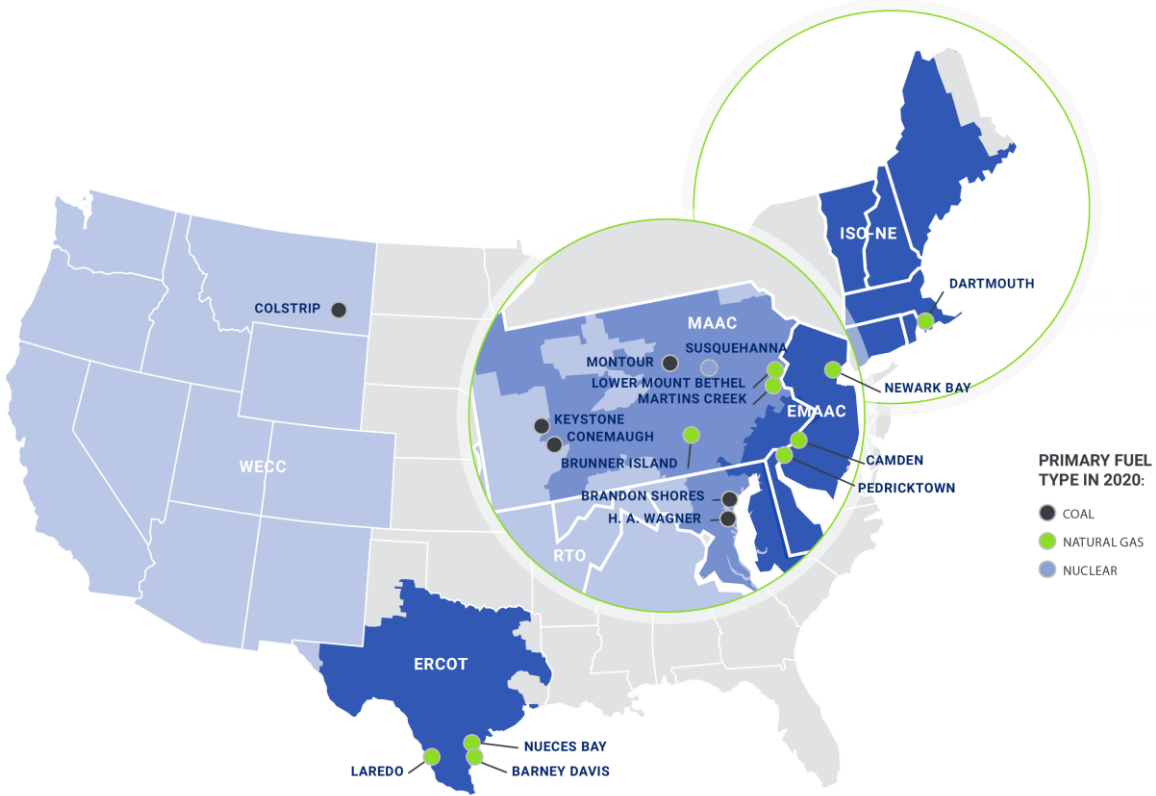 ISO-NE
DARTMOUTH
COLSTRIP
MAAC
SUSQUEHANNA
MONTOUR
LOWER MOUNT BETHEL
MARTINS CREEK
NEWARK BAY
EMAAC
KEYSTONE
CONEMAUGH
BRUNNER ISLAND
CAMDEN
PEDRICKTOWN
WECC
BRANDON SHORES
H. A. WAGNER
RTO
PRIMARY FUEL
TYPE IN 2020:
COAL
NATURAL GAS
NUCLEAR
ERCOT
NUECES BAY
LAREDO
BARNEY DAVIS